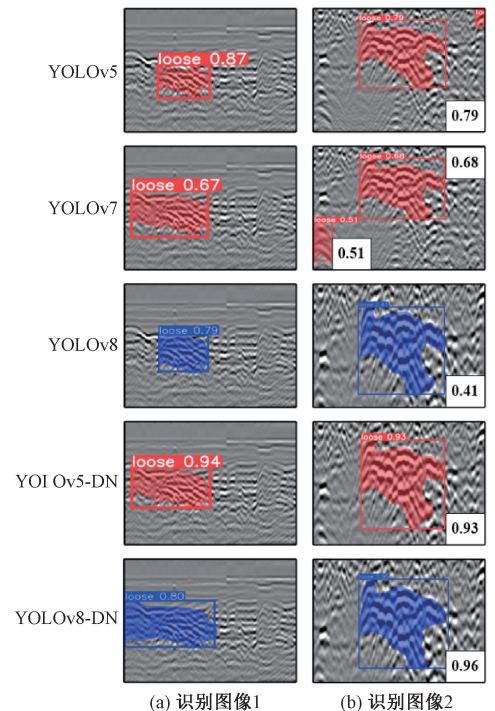 loose 0.87
loose 0.79
YOLOv5
0.79
loose 0.67
loose 0.68
0.68
YOLOv7
loose 0.51
0.51
loose 0.79
YOLOv8
0.41
loose 0.94
loose 0.93
YOI Ov5-DN
0.93
loose 0.80
YOLOv8-DN
0.96
(a) 识别图像1
(b) 识别图像2